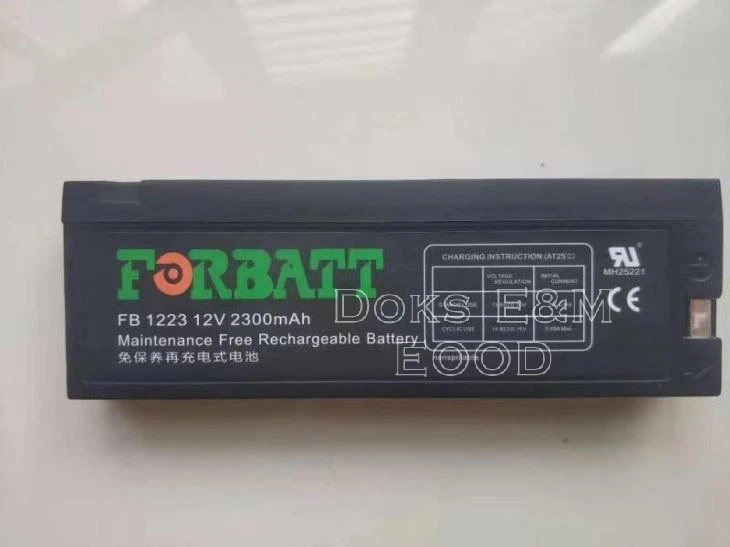 FORBATT
FB 1223 12V 2300mAh
Maintenance Free Rechargeable Battery
免保养再充电式电池
CHARGING INSTRUCTION (AT25℃)
VOLTAGE REGULATION
INITIAL CURRENT
CYCLIC USE
nonspillable
MH25221
CE
DOKS E&M
EOOD